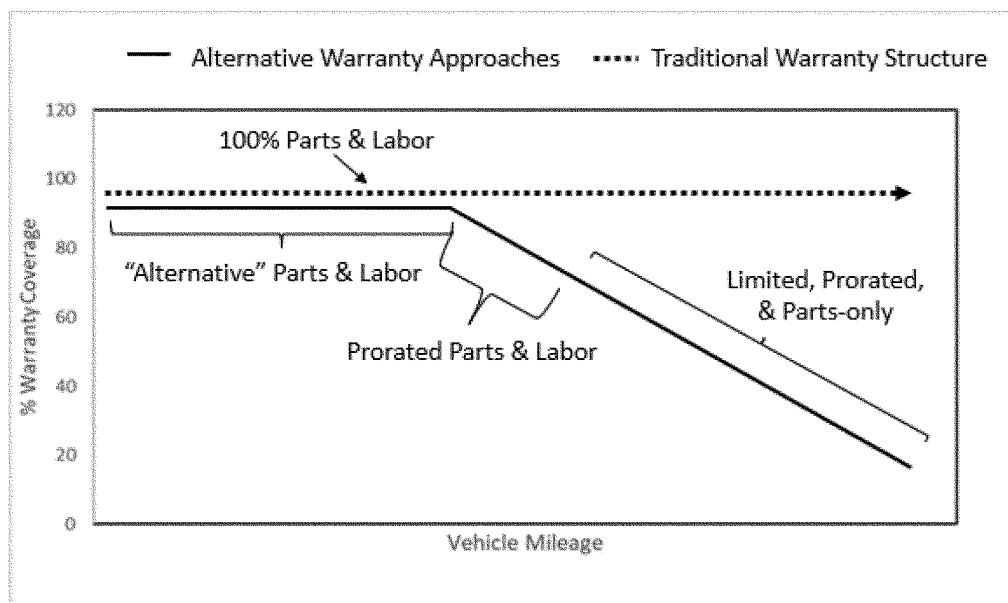 Alternative Warranty Approaches
Traditional Warranty Structure
120
100% Parts & Labor
100
80
“Alternative” Parts & Labor
Limited, Prorated,
& Parts-only
60
Prorated Parts & Labor
40
20
0
% Warranty Coverage
Vehicle Mileage